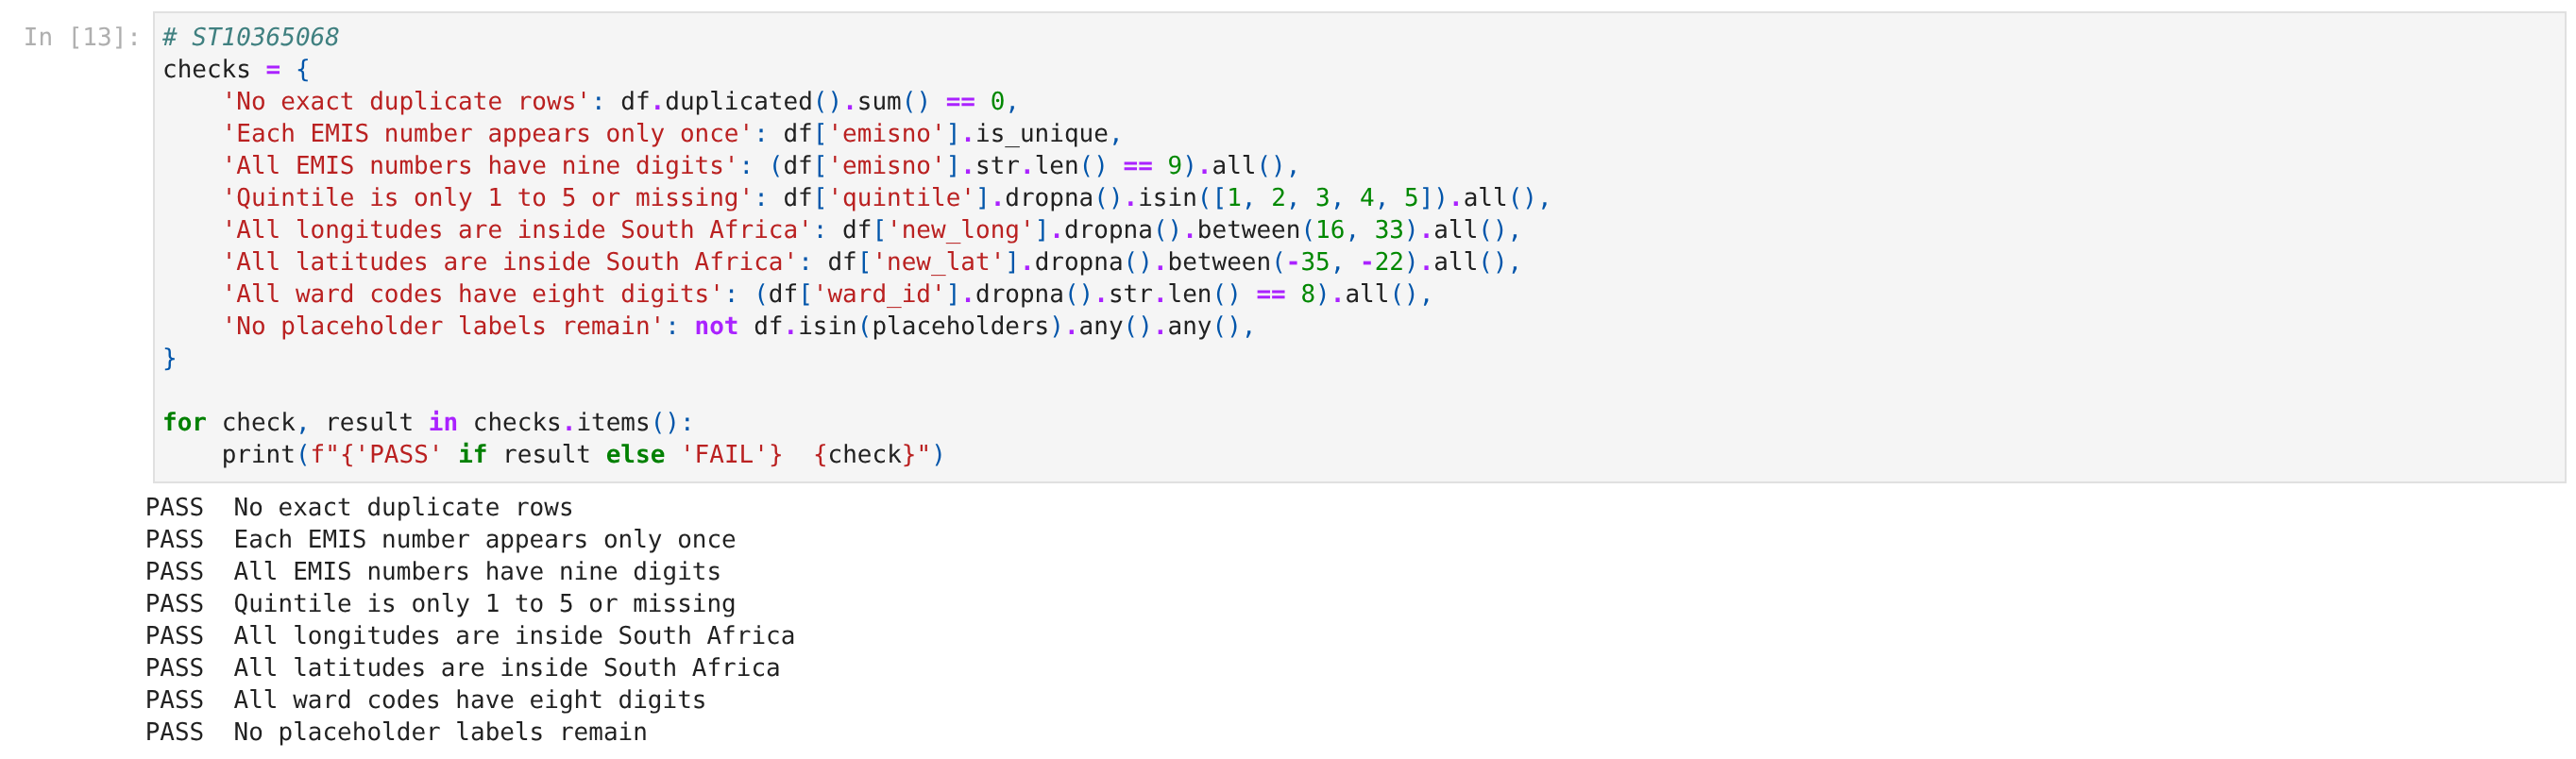 In [13]: # ST10365068
checks = {
    'No exact duplicate rows': df.duplicated().sum() == 0,
    'Each EMIS number appears only once': df['emisno'].is_unique,
    'All EMIS numbers have nine digits': (df['emisno'].str.len() == 9).all(),
    'Quintile is only 1 to 5 or missing': df['quintile'].dropna().isin([1, 2, 3, 4, 5]).all(),
    'All longitudes are inside South Africa': df['new_long'].dropna().between(16, 33).all(),
    'All latitudes are inside South Africa': df['new_lat'].dropna().between(-35, -22).all(),
    'All ward codes have eight digits': (df['ward_id'].dropna().str.len() == 8).all(),
    'No placeholder labels remain': not df.isin(placeholders).any().any(),
}

for check, result in checks.items():
    print(f"{'PASS' if result else 'FAIL'}  {check}")
PASS  No exact duplicate rows
PASS  Each EMIS number appears only once
PASS  All EMIS numbers have nine digits
PASS  Quintile is only 1 to 5 or missing
PASS  All longitudes are inside South Africa
PASS  All latitudes are inside South Africa
PASS  All ward codes have eight digits
PASS  No placeholder labels remain